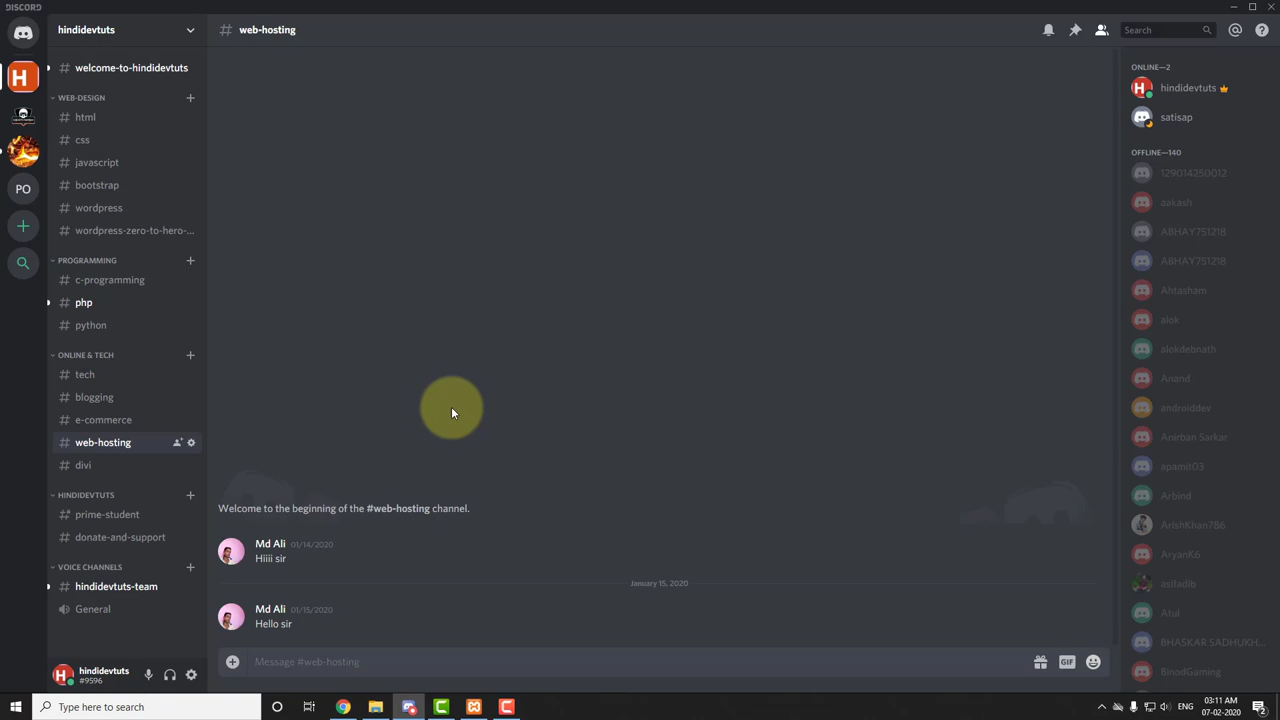 DISCORD
hindidevtuts
# welcome-to-hindidevtuts
WEB-DESIGN
# html
# css
# javascript
# bootstrap
# wordpress
# wordpress-zero-to-hero-...
PROGRAMMING
# c-programming
# php
# python
ONLINE & TECH
# tech
# blogging
# e-commerce
# web-hosting
# divi
HINDIDEVTUTS
# prime-student
# donate-and-support
VOICE CHANNELS
# hindidevtuts-team
General
hindidevtuts
#9596
H
PO
# web-hosting
Search
Welcome to the beginning of the #web-hosting channel.
Md Ali 01/14/2020
Hiiii sir
January 15, 2020
Md Ali 01/15/2020
Hello sir
Message #web-hosting
GIF
ONLINE—2
hindidevtuts
satisap
OFFLINE—140
129014250012
aakash
ABHAY751218
ABHAY751218
Ahtasham
alok
alokdebnath
Anand
androiddev
Anirban Sarkar
apamit03
Arbind
ArishKhan786
AryanK6
asiladib
Atul
BHASKAR SADHUKH...
BinodGaming
Type here to search
ENG
03:11 AM
07-02-2020
2